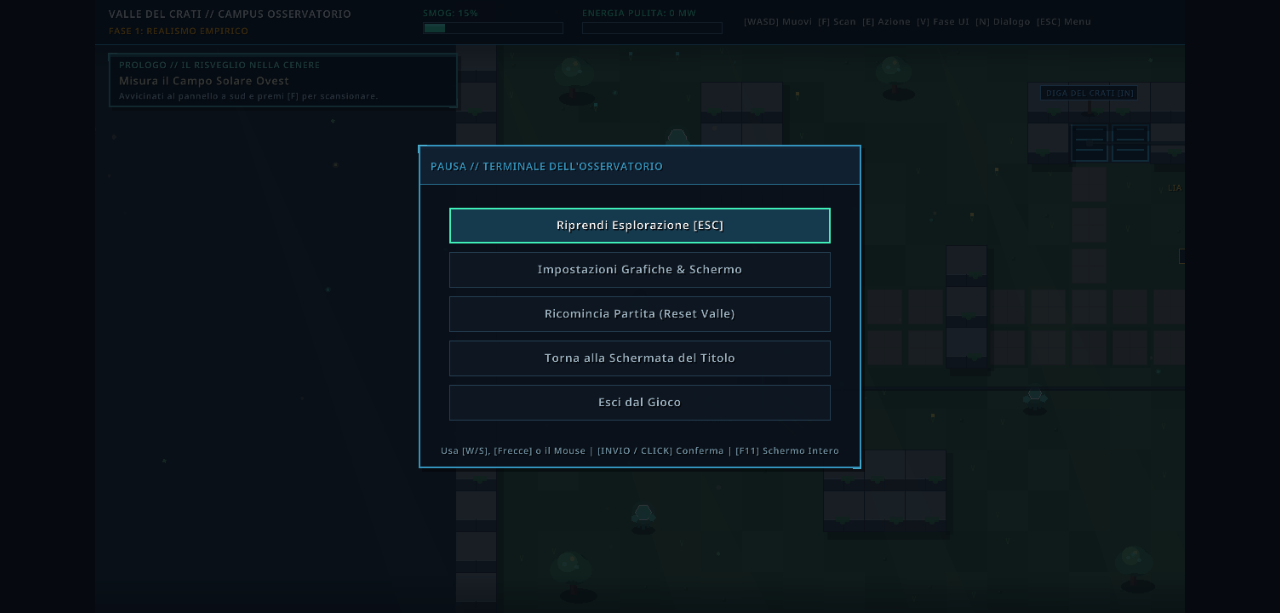 VALLE DEL CRATI // CAMPUS OSSERVATORIO
FASE 1: REALISMO EMPIRICO
SMOG: 15%
ENERGIA PULITA: 0 MW
[WASD] Muovi [F] Scan [E] Azione [V] Fase UI [N] Dialogo [ESC] Menu
PROLOGO // IL RISVEGLIO NELLA CENERE
Misura il Campo Solare Ovest
Avvicinati al pannello a sud e premi [F] per scansionare.
DIGA DEL CRATI [IN]
LIA
PAUSA // TERMINALE DELL'OSSERVATORIO
Riprendi Esplorazione [ESC]
Impostazioni Grafiche & Schermo
Ricomincia Partita (Reset Valle)
Torna alla Schermata del Titolo
Esci dal Gioco
Usa [W/S], [Frecce] o il Mouse | [INVIO / CLICK] Conferma | [F11] Schermo Intero